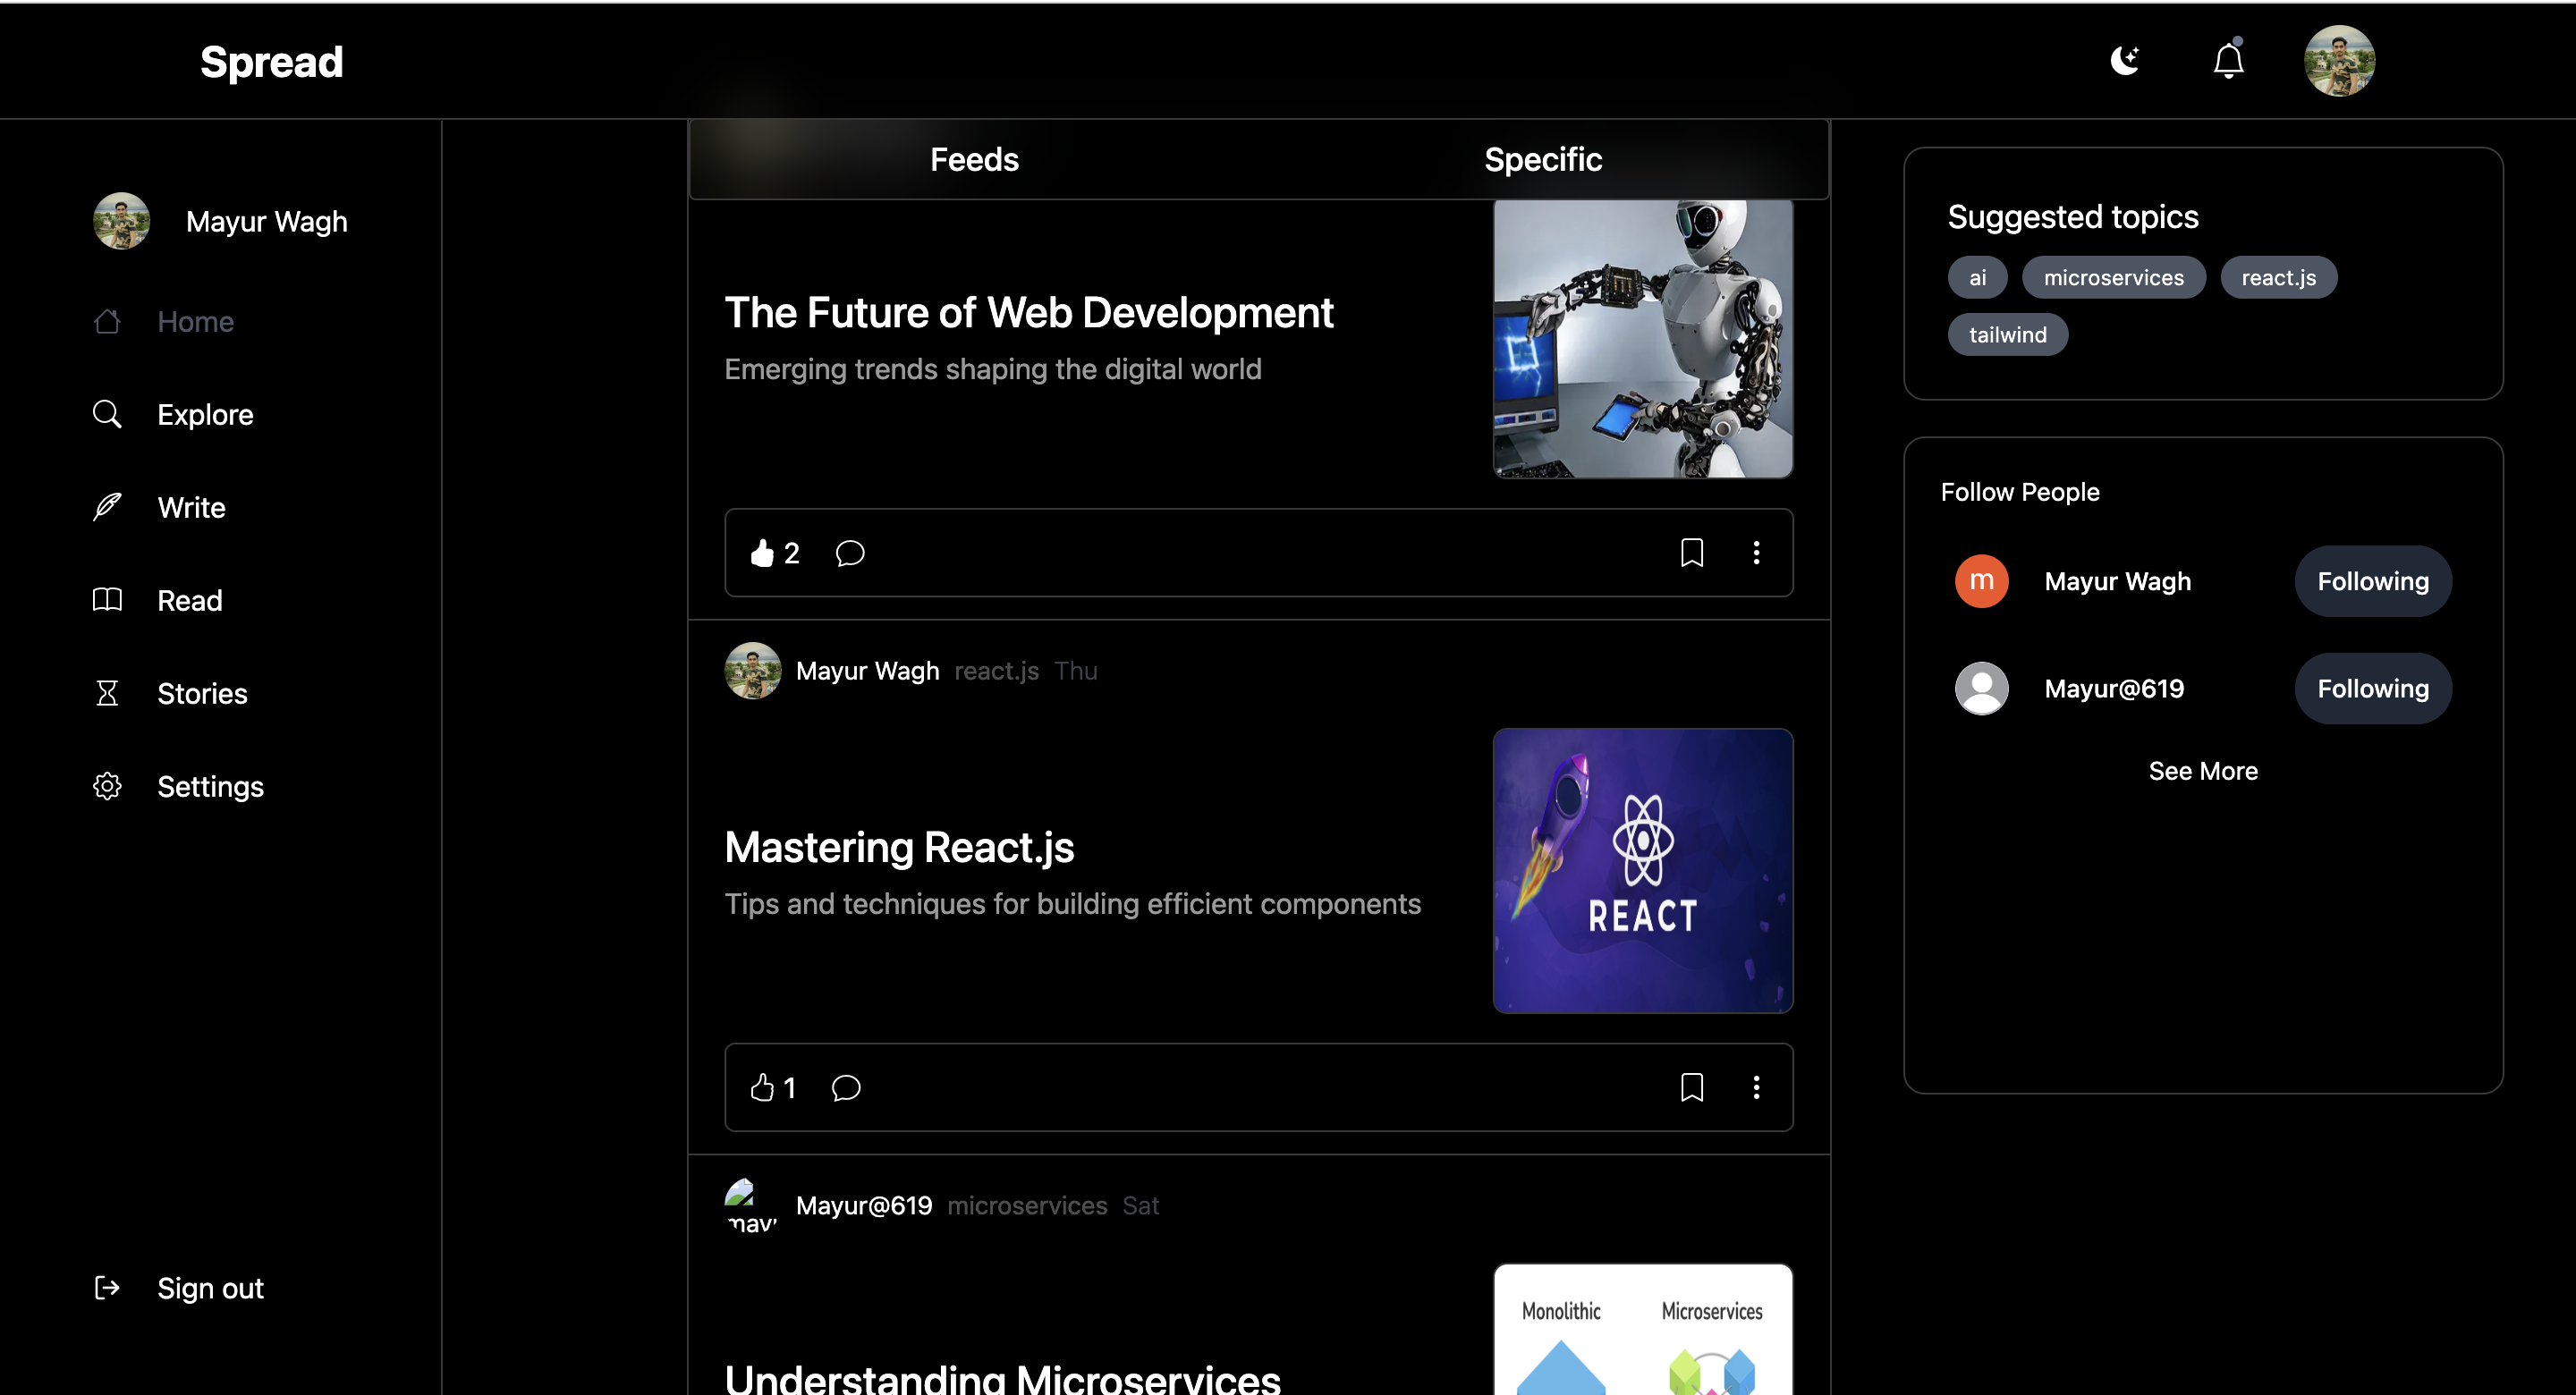 Spread
Mayur Wagh
Home
Explore
Write
Read
Stories
Settings
Sign out
Feeds Specific
The Future of Web Development
Emerging trends shaping the digital world
2
Mayur Wagh react.js Thu
Mastering React.js
Tips and techniques for building efficient components
REACT
1
may
Mayur@619 microservices Sat
Understanding Microservices
Monolithic Microservices
Suggested topics
ai microservices react.js
tailwind
Follow People
m Mayur Wagh Following
Mayur@619 Following
See More